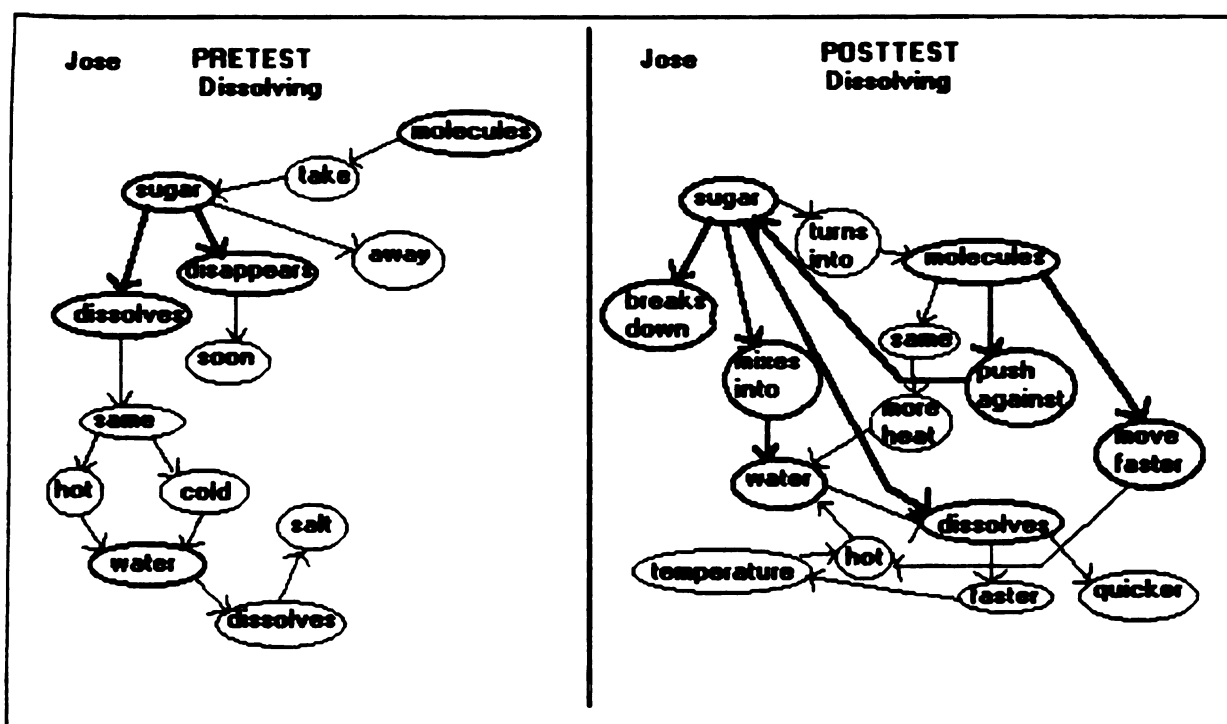 Jose PRETEST
Dissolving
molecules
take
sugar
away
disappears
dissolves
soon
same
hot
cold
salt
water
dissolves
Jose POSTTEST
Dissolving
sugar
turns
into
molecules
breaks
down
same
mixes
into
push
against
more
heat
move
faster
water
dissolves
hot
temperature
faster
quicker